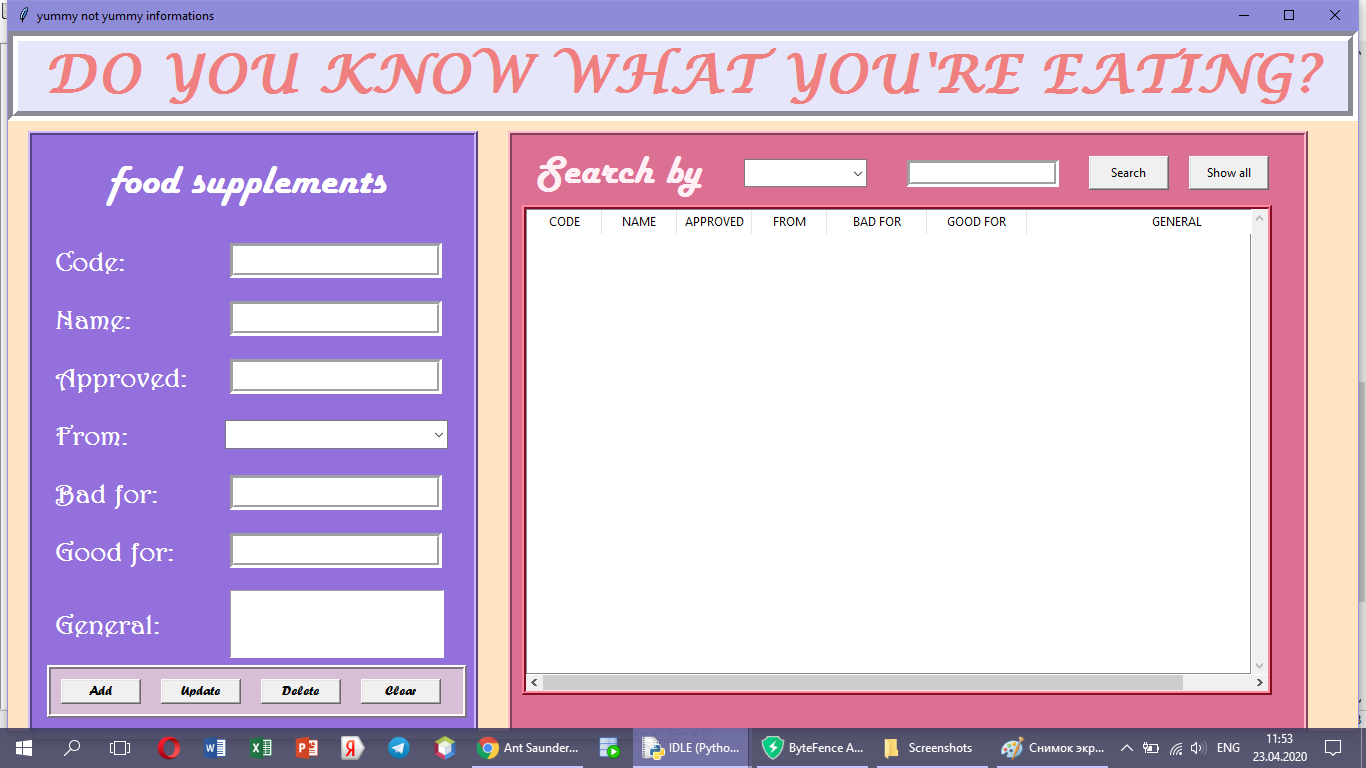 yummy not yummy informations
DO YOU KNOW WHAT YOU'RE EATING?
food supplements
Code:
Name:
Approved:
From:
Bad for:
Good for:
General:
Add Update Delete Clear
Search by Search Show all
CODE NAME APPROVED FROM BAD FOR GOOD FOR GENERAL
Ant Saunder... IDLE (Pytho... ByteFence A... Screenshots Снимок экр... ENG 11:53
23.04.2020